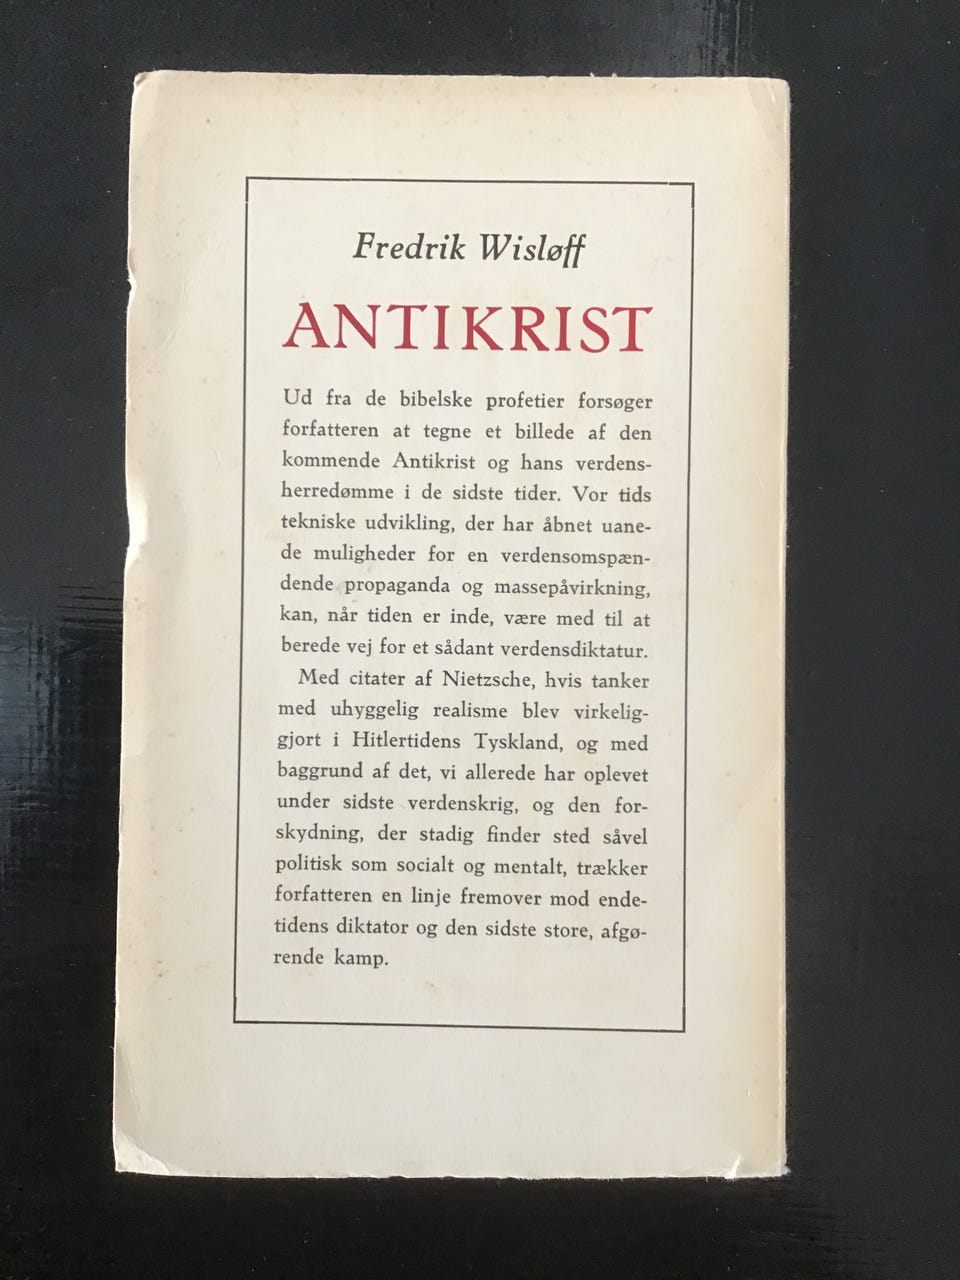 Fredrik Wisløff
ANTIKRIST
Ud fra de bibelske profetier forsøger
forfatteren at tegne et billede af den
kommende Antikrist og hans verdens-
herredømme i de sidste tider. Vor tids
tekniske udvikling, der har åbnet uane-
de muligheder for en verdensomspæn-
dende propaganda og massepåvirkning,
kan, når tiden er inde, være med til at
berede vej for et sådant verdensdiktatur.
Med citater af Nietzsche, hvis tanker
med uhyggelig realisme blev virkelig-
gjort i Hitlertidens Tyskland, og med
baggrund af det, vi allerede har oplevet
under sidste verdenskrig, og den for-
skydning, der stadig finder sted såvel
politisk som socialt og mentalt, trækker
forfatteren en linje fremover mod ende-
tidens diktator og den sidste store, afgø-
rende kamp.